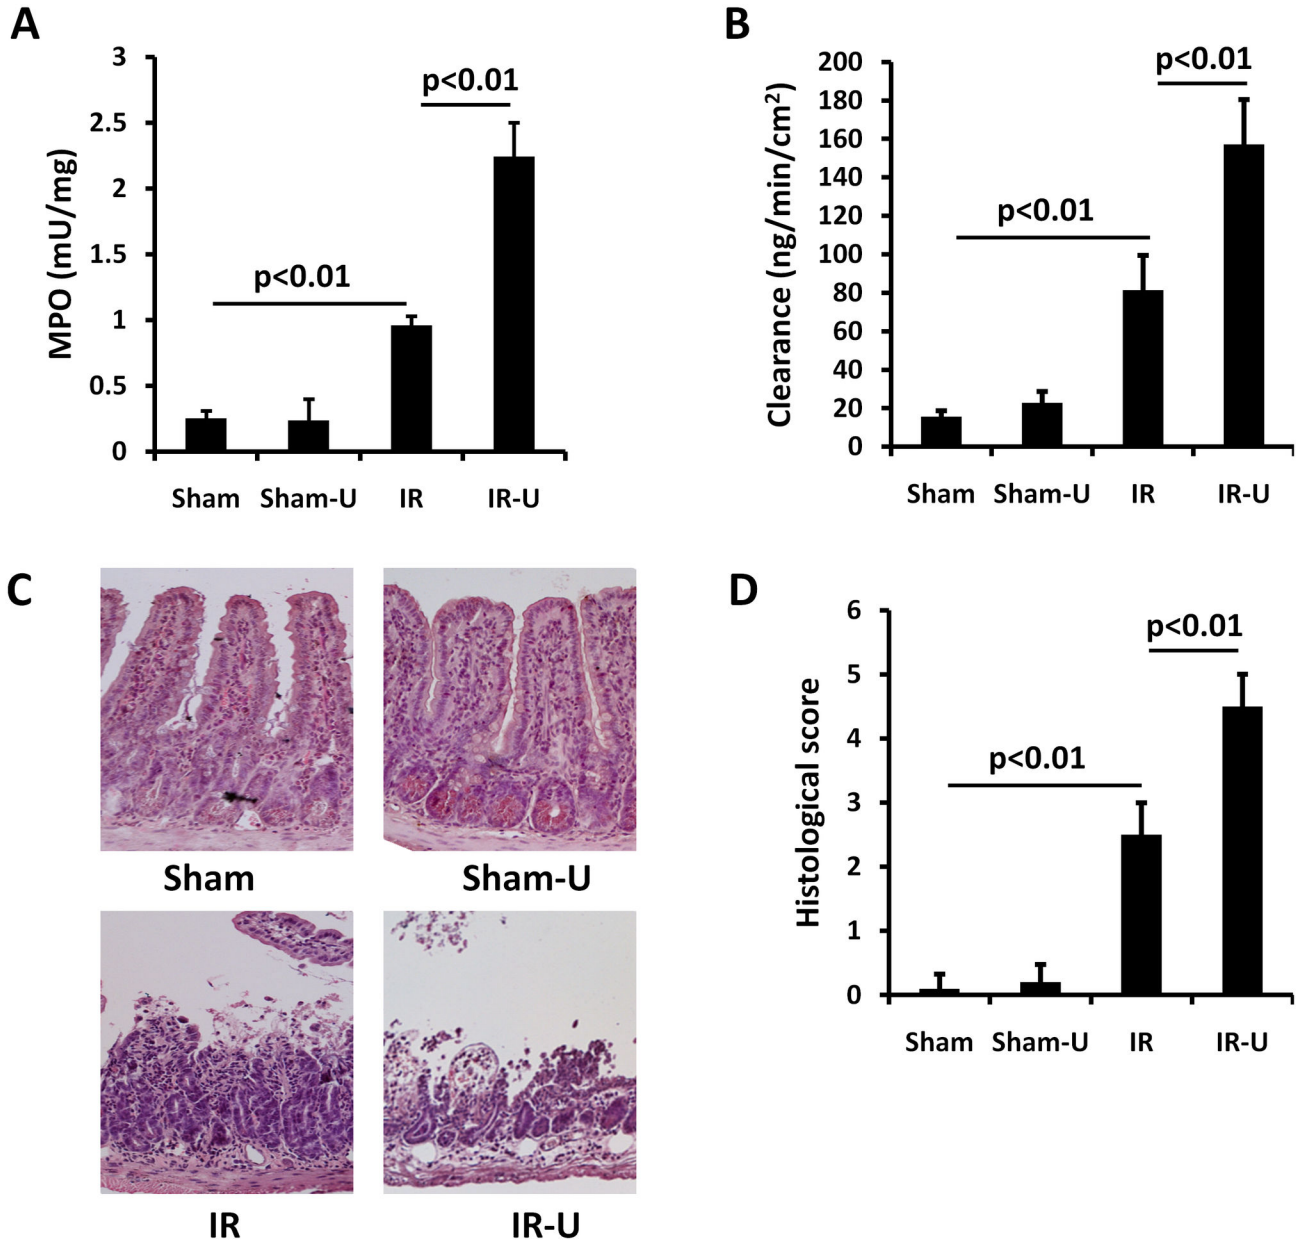 A
3
2.5
2
1.5
1
0.5
0
MPO (mU/mg)
p<0.01
p<0.01
Sham Sham-U IR IR-U
B
200
180
160
140
120
100
80
60
40
20
0
Clearance (ng/min/cm²)
p<0.01
p<0.01
Sham Sham-U IR IR-U
C
Sham Sham-U
IR IR-U
D
6
5
4
3
2
1
0
Histological score
p<0.01
p<0.01
Sham Sham-U IR IR-U